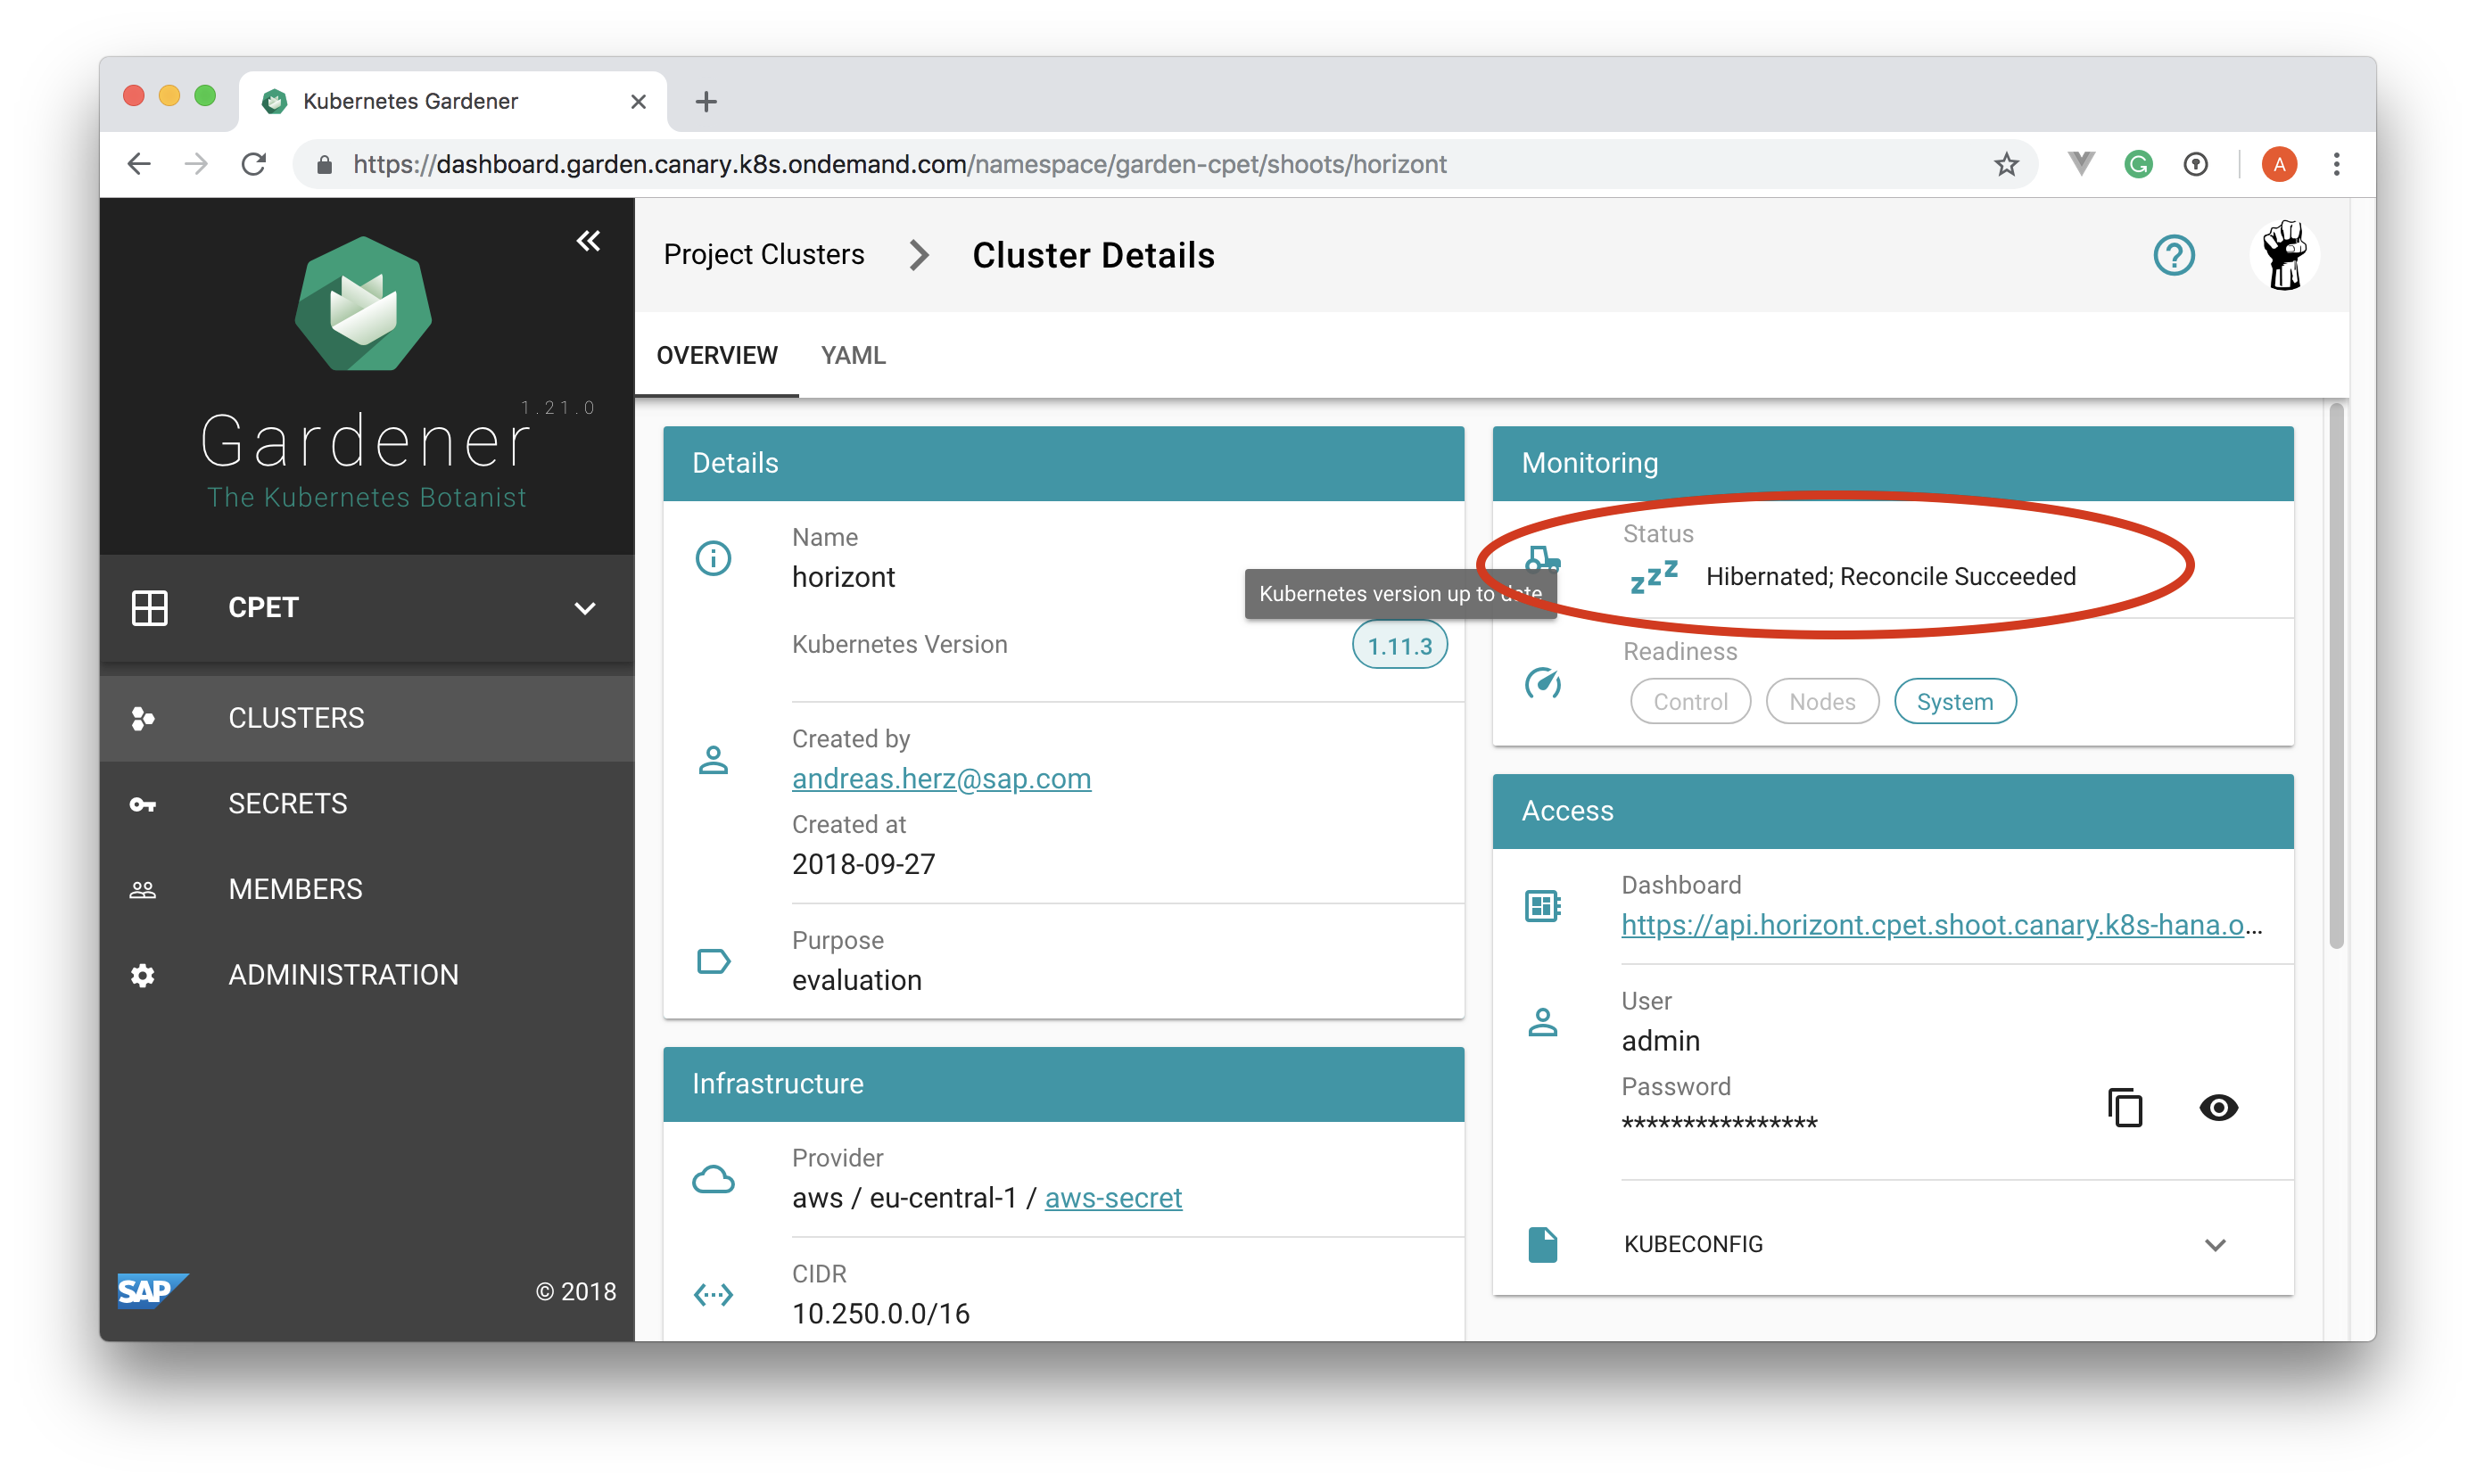 Kubernetes Gardener
https://dashboard.garden.canary.k8s.ondemand.com/namespace/garden-cpet/shoots/horizont
A
1.21.0
Gardener
The Kubernetes Botanist
CPET
CLUSTERS
SECRETS
MEMBERS
ADMINISTRATION
SAP
© 2018
Project Clusters
Cluster Details
OVERVIEW
YAML
Details
Name
horizont
Kubernetes version up to date
Kubernetes Version
1.11.3
Created by
andreas.herz@sap.com
Created at
2018-09-27
Purpose
evaluation
Infrastructure
Provider
aws / eu-central-1 / aws-secret
CIDR
10.250.0.0/16
Monitoring
Status
zzz Hibernated; Reconcile Succeeded
Readiness
Control
Nodes
System
Access
Dashboard
https://api.horizont.cpet.shoot.canary.k8s-hana.o...
User
admin
Password
****************
KUBECONFIG